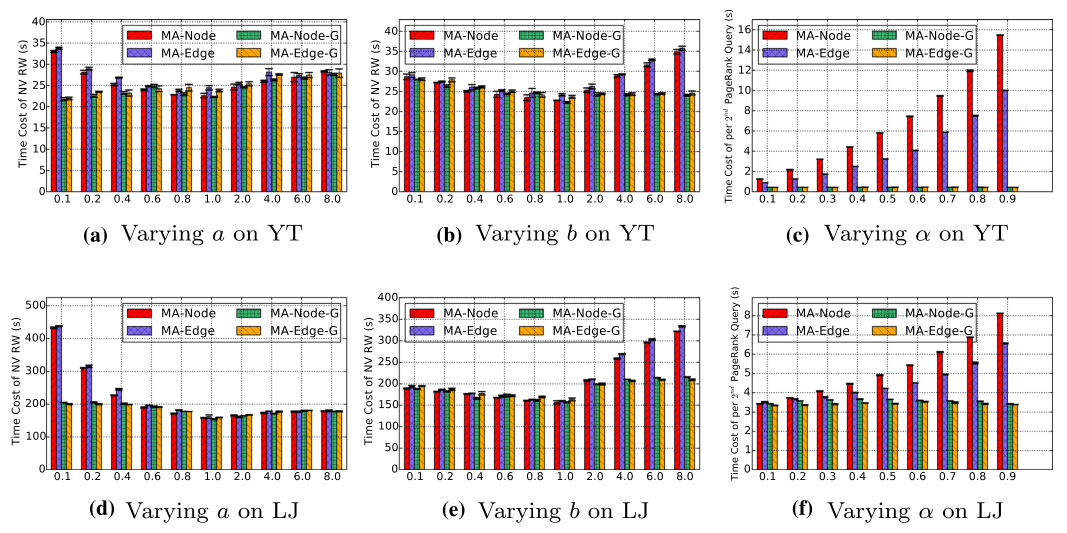 MA-Node MA-Node-G
MA-Edge MA-Edge-G
Time Cost of NV RW (s)
40
35
30
25
20
15
10
5
0
0.1 0.2 0.4 0.6 0.8 1.0 2.0 4.0 6.0 8.0
(a) Varying a on YT
MA-Node MA-Node-G
MA-Edge MA-Edge-G
Time Cost of NV RW (s)
40
35
30
25
20
15
10
5
0
0.1 0.2 0.4 0.6 0.8 1.0 2.0 4.0 6.0 8.0
(b) Varying b on YT
MA-Node MA-Node-G
MA-Edge MA-Edge-G
Time Cost of per 2nd PageRank Query (s)
16
14
12
10
8
6
4
2
0
0.1 0.2 0.3 0.4 0.5 0.6 0.7 0.8 0.9
(c) Varying α on YT
MA-Node MA-Node-G
MA-Edge MA-Edge-G
Time Cost of NV RW (s)
500
400
300
200
100
0
0.1 0.2 0.4 0.6 0.8 1.0 2.0 4.0 6.0 8.0
(d) Varying a on LJ
MA-Node MA-Node-G
MA-Edge MA-Edge-G
Time Cost of NV RW (s)
400
350
300
250
200
150
100
50
0
0.1 0.2 0.4 0.6 0.8 1.0 2.0 4.0 6.0 8.0
(e) Varying b on LJ
MA-Node MA-Node-G
MA-Edge MA-Edge-G
Time Cost of per 2nd PageRank Query (s)
8
7
6
5
4
3
2
1
0
0.1 0.2 0.3 0.4 0.5 0.6 0.7 0.8 0.9
(f) Varying α on LJ